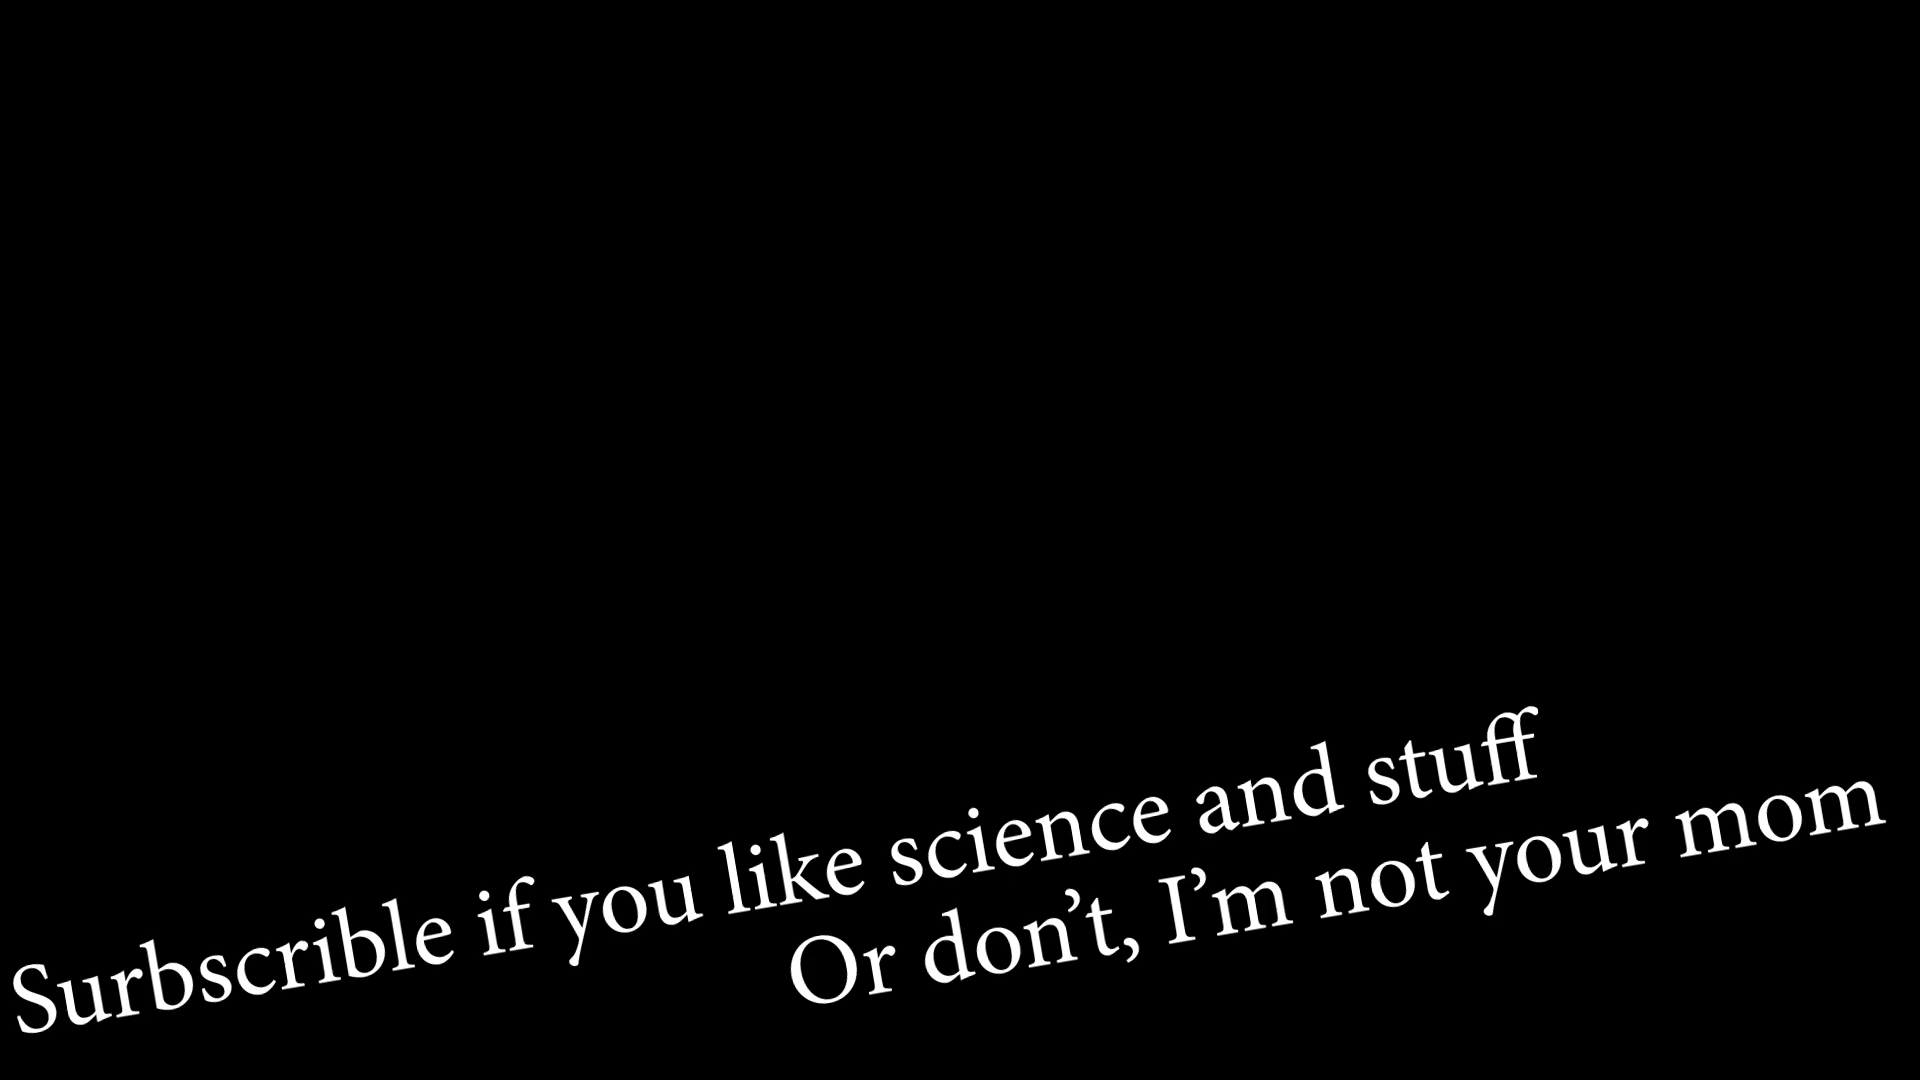 Surbscrible if you like science and stuff
Or don’t, I’m not your mom